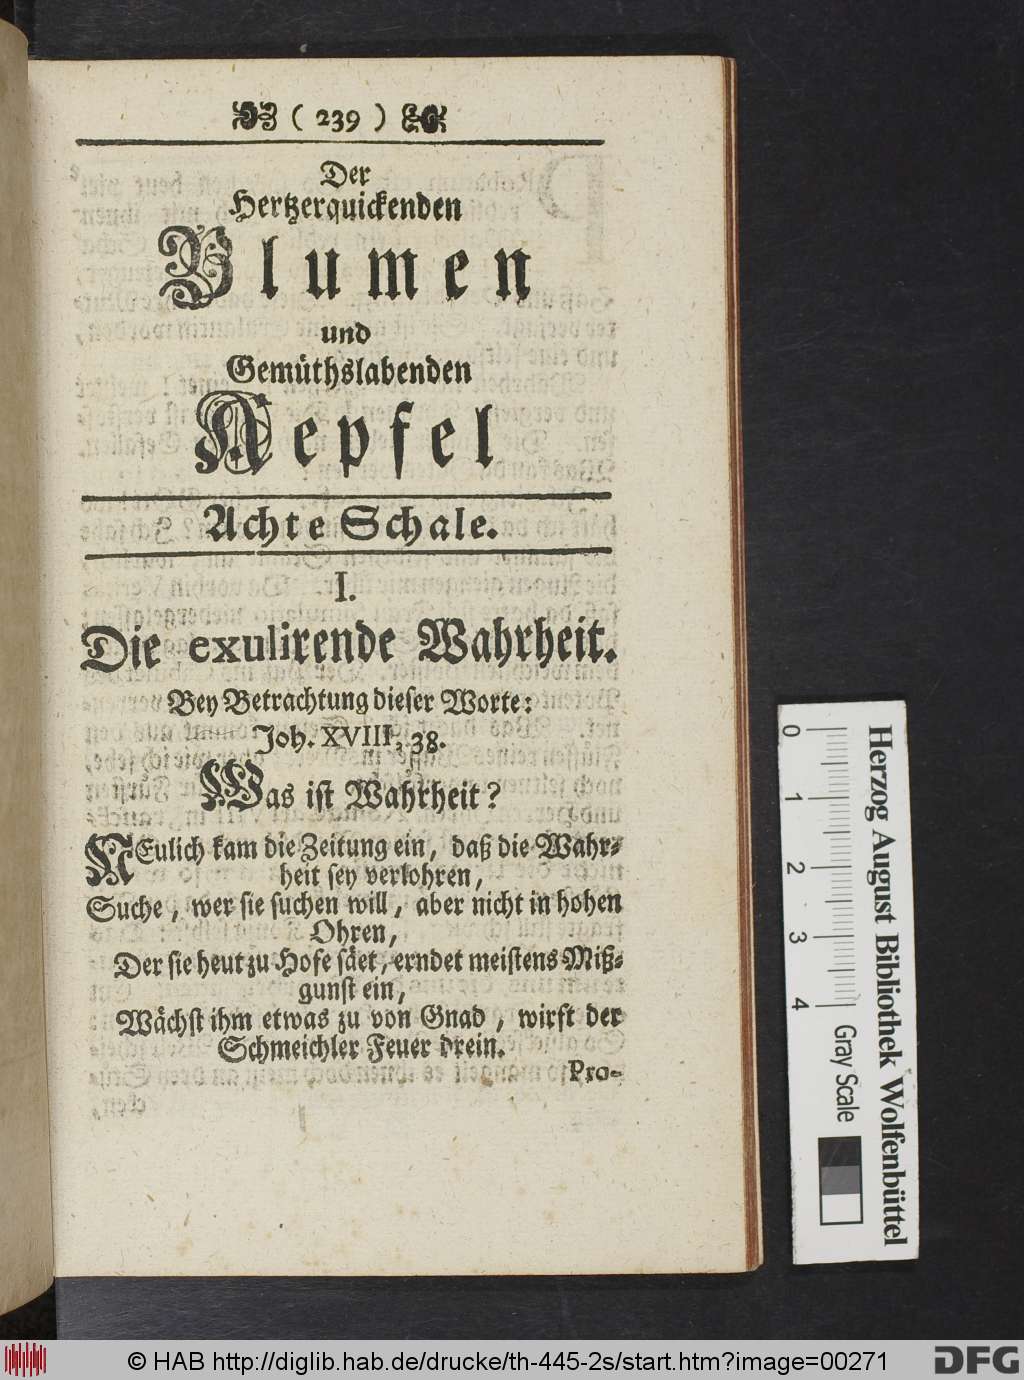 ( 239 )
Der
Hertzerquickenden
Blumen
und
Gemüthslabenden
Aepfel
Achte Schale.
I.
Die exulirende Wahrheit.
Bey Betrachtung dieser Worte:
Joh. XVIII, 38.
Was ist Wahrheit?
NEulich kam die Zeitung ein, daß die Wahr-
heit sey verlohren,
Suche, wer sie suchen will, aber nicht in hohen
Ohren,
Der sie heut zu Hofe säet, erndet meistens Miß-
gunst ein,
Wächst ihm etwas zu von Gnad, wirft der
Schmeichler Feuer drein.
Pro-
Herzog August Bibliothek Wolfenbüttel
0 1 2 3 4 Gray Scale
© HAB http://diglib.hab.de/drucke/th-445-2s/start.htm?image=00271
DFG